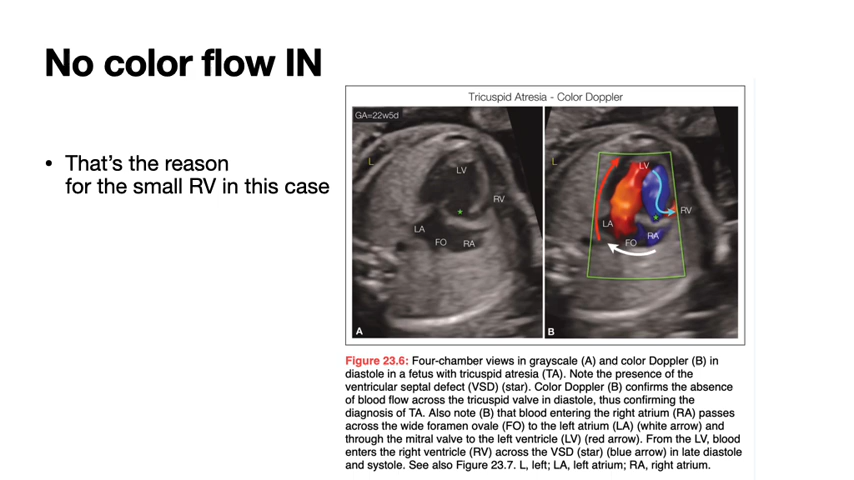 No color flow IN
• That's the reason
for the small RV in this case
Tricuspid Atresia - Color Doppler
GA=22w5d
L
LV
RV
LA
FO
RA
A
L
LV
RV
LA
RA
FO
B
Figure 23.6: Four-chamber views in grayscale (A) and color Doppler (B) in
diastole in a fetus with tricuspid atresia (TA). Note the presence of the
ventricular septal defect (VSD) (star). Color Doppler (B) confirms the absence
of blood flow across the tricuspid valve in diastole, thus confirming the
diagnosis of TA. Also note (B) that blood entering the right atrium (RA) passes
across the wide foramen ovale (FO) to the left atrium (LA) (white arrow) and
through the mitral valve to the left ventricle (LV) (red arrow). From the LV, blood
enters the right ventricle (RV) across the VSD (star) (blue arrow) in late diastole
and systole. See also Figure 23.7. L, left; LA, left atrium; RA, right atrium.